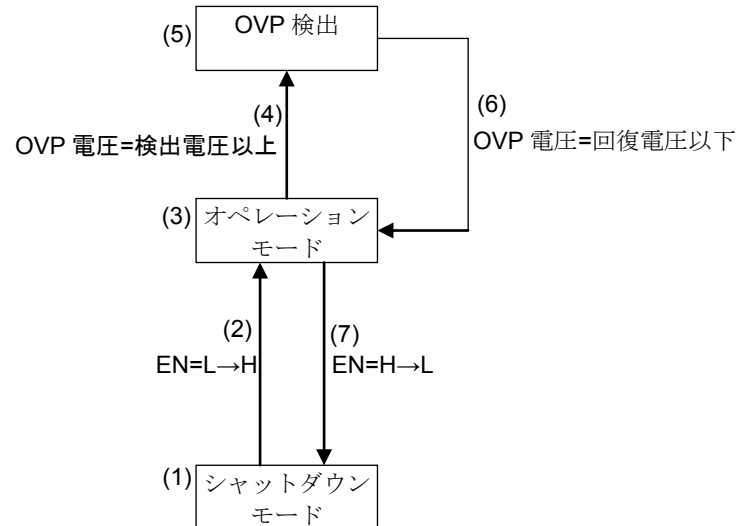 (5)
OVP 検出
(4)
OVP 電圧=検出電圧以上
(6)
OVP 電圧=回復電圧以下
(3)
オペレーション
モード
(2)
EN=L→H
(7)
EN=H→L
(1)
シャットダウン
モード